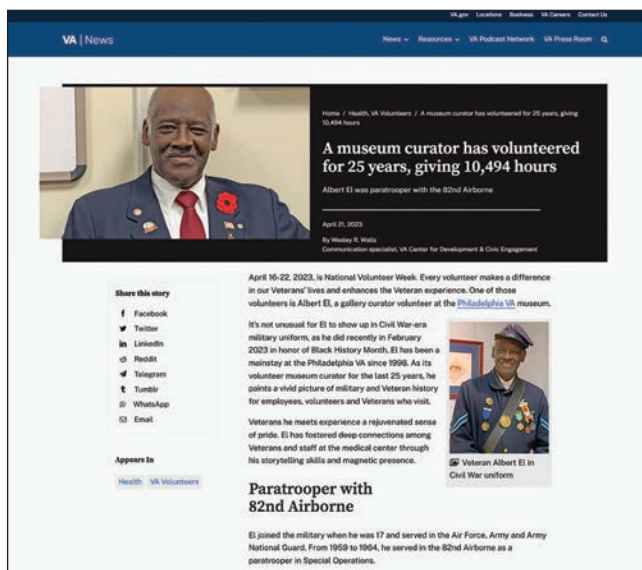 VA.gov Locations Business VA Careers Contact Us
VA | News
News Resources VA Podcast Network VA Press Room
Home / Health, VA Volunteers / A museum curator has volunteered for 25 years, giving
10,494 hours
A museum curator has volunteered
for 25 years, giving 10,494 hours
Albert El was paratrooper with the 82nd Airborne
April 21, 2023
By Wesley R. Walls
Communication specialist, VA Center for Development & Civic Engagement
Share this story
Facebook
Twitter
LinkedIn
Reddit
Telegram
Tumblr
WhatsApp
Email
Appears In
Health VA Volunteers
April 16-22, 2023, is National Volunteer Week. Every volunteer makes a difference
in our Veterans' lives and enhances the Veteran experience. One of those
volunteers is Albert El, a gallery curator volunteer at the Philadelphia VA museum.
It's not unusual for El to show up in Civil War-era
military uniform, as he did recently in February
2023 in honor of Black History Month. El has been a
mainstay at the Philadelphia VA since 1998. As its
volunteer museum curator for the last 25 years, he
paints a vivid picture of military and Veteran history
for employees, volunteers and Veterans who visit.
Veterans he meets experience a rejuvenated sense
of pride. El has fostered deep connections among
Veterans and staff at the medical center through
his storytelling skills and magnetic presence.
Veteran Albert El in
Civil War uniform
Paratrooper with
82nd Airborne
El joined the military when he was 17 and served in the Air Force, Army and Army
National Guard. From 1959 to 1964, he served in the 82nd Airborne as a
paratrooper in Special Operations.